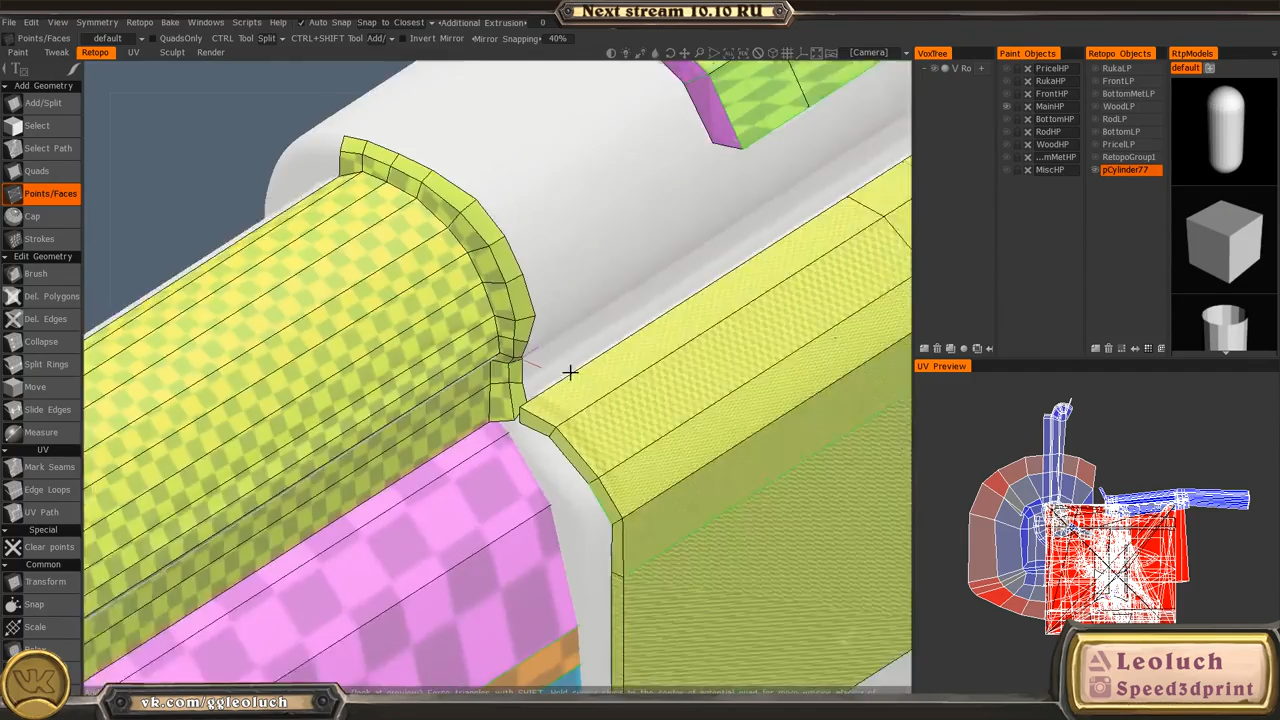 Next stream 10.10 RU
File Edit View Symmetry Retopo Bake Windows Scripts Help Auto Snap Snap to Closest Additional Extrusion 0
Points/Faces default QuadsOnly CTRL Tool Split CTRL+SHIFT Tool Add/ Invert Mirror Mirror Snapping 40%
Paint Tweak Retopo UV Sculpt Render [Camera]
Add Geometry
Add/Split
Select
Select Path
Quads
Points/Faces
Cap
Strokes
Edit Geometry
Brush
Del. Polygons
Del. Edges
Collapse
Split Rings
Move
Slide Edges
Measure
UV
Mark Seams
Edge Loops
UV Path
Special
Clear points
Common
Transform
Snap
Scale
VoxTree
V Ro +
Paint Objects
PricelHP
RukaHP
FrontHP
MainHP
BottomHP
RodHP
WoodHP
...mMetHP
MiscHP
Retopo Objects
RukaLP
FrontLP
BottomMetLP
WoodLP
RodLP
BottomLP
PricelLP
RetopoGroup1
pCylinder77
RtpModels
default
UV Preview
Leoluch
Speed3dprint
vk.com/ggleoluch